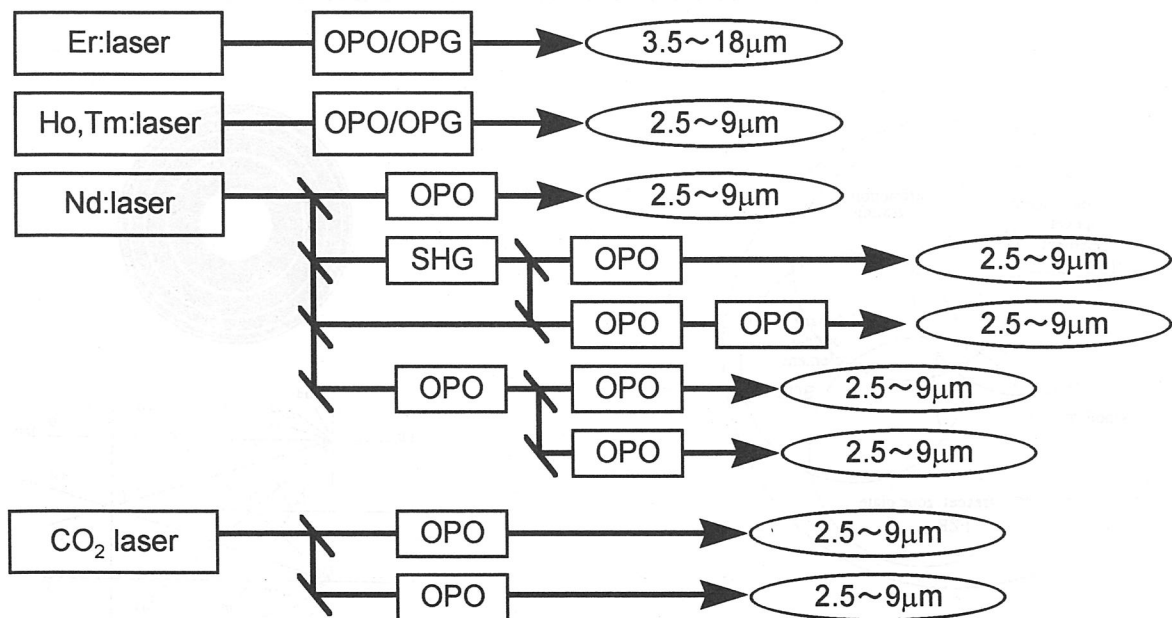 Er:laser OPO/OPG 3.5～18μm
Ho,Tm:laser OPO/OPG 2.5～9μm
Nd:laser OPO 2.5～9μm
SHG OPO 2.5～9μm
OPO OPO 2.5～9μm
OPO OPO 2.5～9μm
OPO 2.5～9μm
CO₂ laser OPO 2.5～9μm
OPO 2.5～9μm